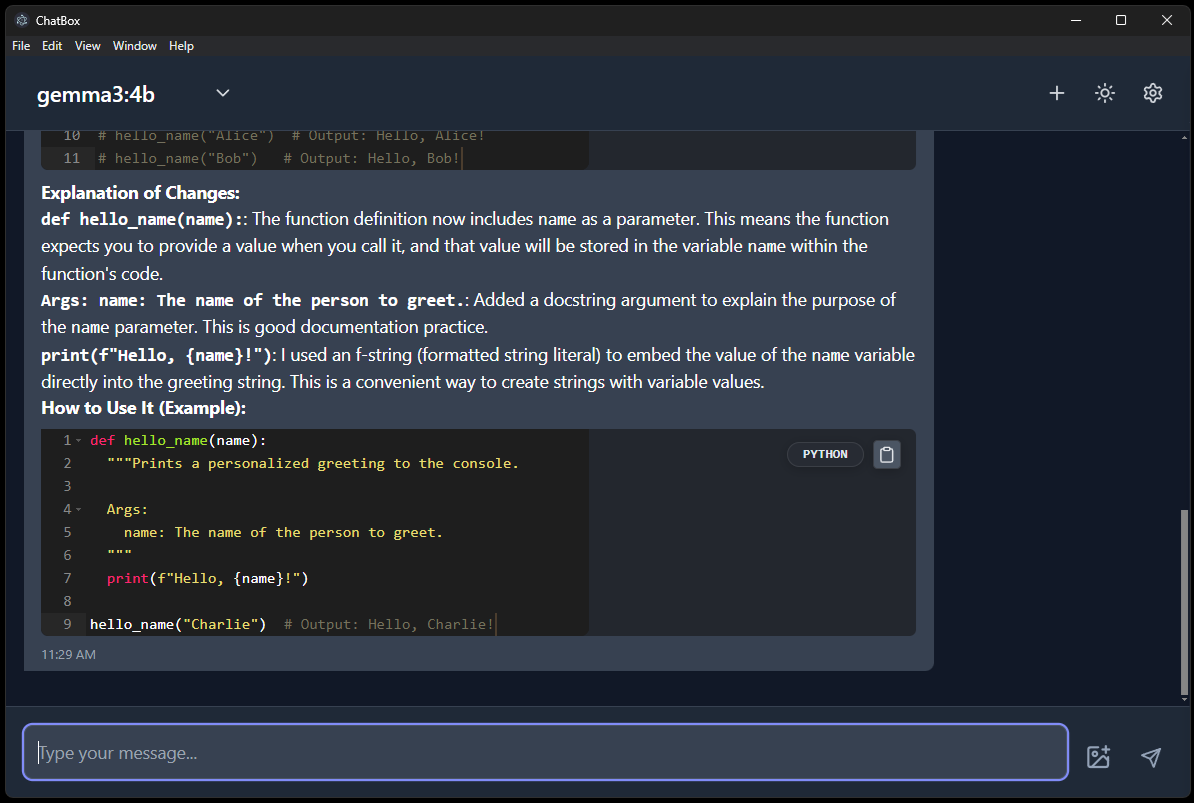 ChatBox
File Edit View Window Help
gemma3:4b
10 # hello_name("Alice")  # Output: Hello, Alice!
11 # hello_name("Bob")   # Output: Hello, Bob!
Explanation of Changes:
def hello_name(name):: The function definition now includes name as a parameter. This means the function
expects you to provide a value when you call it, and that value will be stored in the variable name within the
function's code.
Args: name: The name of the person to greet.: Added a docstring argument to explain the purpose of
the name parameter. This is good documentation practice.
print(f"Hello, {name}!"): I used an f-string (formatted string literal) to embed the value of the name variable
directly into the greeting string. This is a convenient way to create strings with variable values.
How to Use It (Example):
PYTHON
1 def hello_name(name):
2   """Prints a personalized greeting to the console.
3
4   Args:
5     name: The name of the person to greet.
6   """
7   print(f"Hello, {name}!")
8
9 hello_name("Charlie")  # Output: Hello, Charlie!
11:29 AM
Type your message...